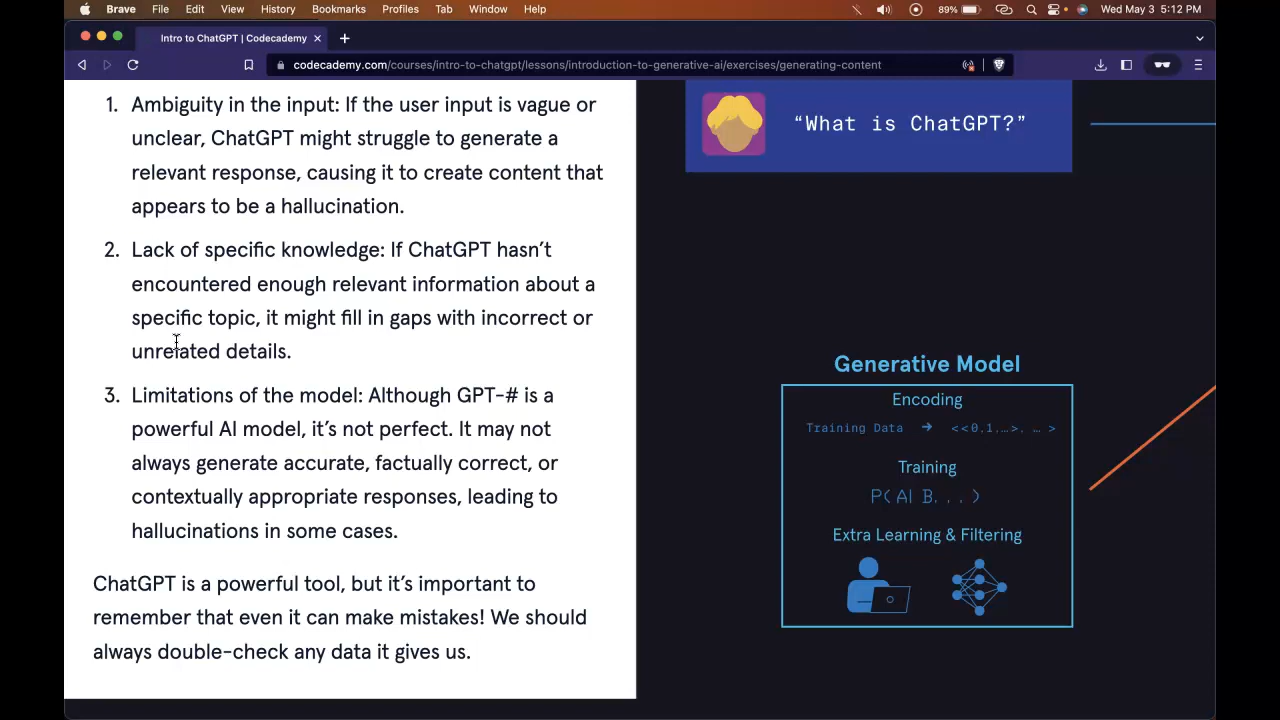 Brave File Edit View History Bookmarks Profiles Tab Window Help 89% Wed May 3 5:12 PM
Intro to ChatGPT | Codecademy
codecademy.com/courses/intro-to-chatgpt/lessons/introduction-to-generative-ai/exercises/generating-content
1. Ambiguity in the input: If the user input is vague or
unclear, ChatGPT might struggle to generate a
relevant response, causing it to create content that
appears to be a hallucination.
2. Lack of specific knowledge: If ChatGPT hasn't
encountered enough relevant information about a
specific topic, it might fill in gaps with incorrect or
unrelated details.
3. Limitations of the model: Although GPT-# is a
powerful AI model, it's not perfect. It may not
always generate accurate, factually correct, or
contextually appropriate responses, leading to
hallucinations in some cases.
ChatGPT is a powerful tool, but it's important to
remember that even it can make mistakes! We should
always double-check any data it gives us.
“What is ChatGPT?”
Generative Model
Encoding
Training Data → <<0,1,…>, … >
Training
P(A| B...)
Extra Learning & Filtering